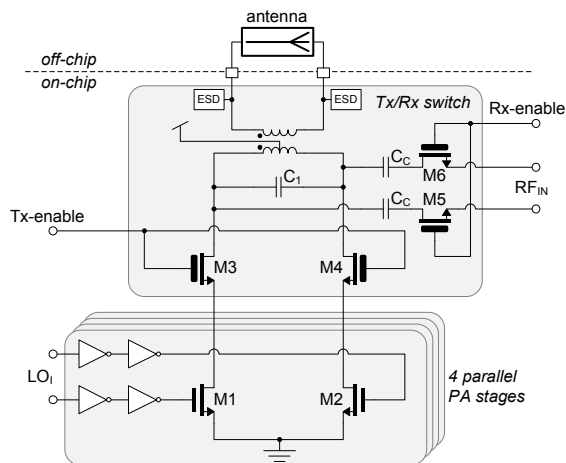 antenna
off-chip
on-chip
ESD
ESD
Tx/Rx switch
Rx-enable
CC
M6
C1
CC
M5
RFIN
Tx-enable
M3
M4
LOI
M1
M2
4 parallel
PA stages